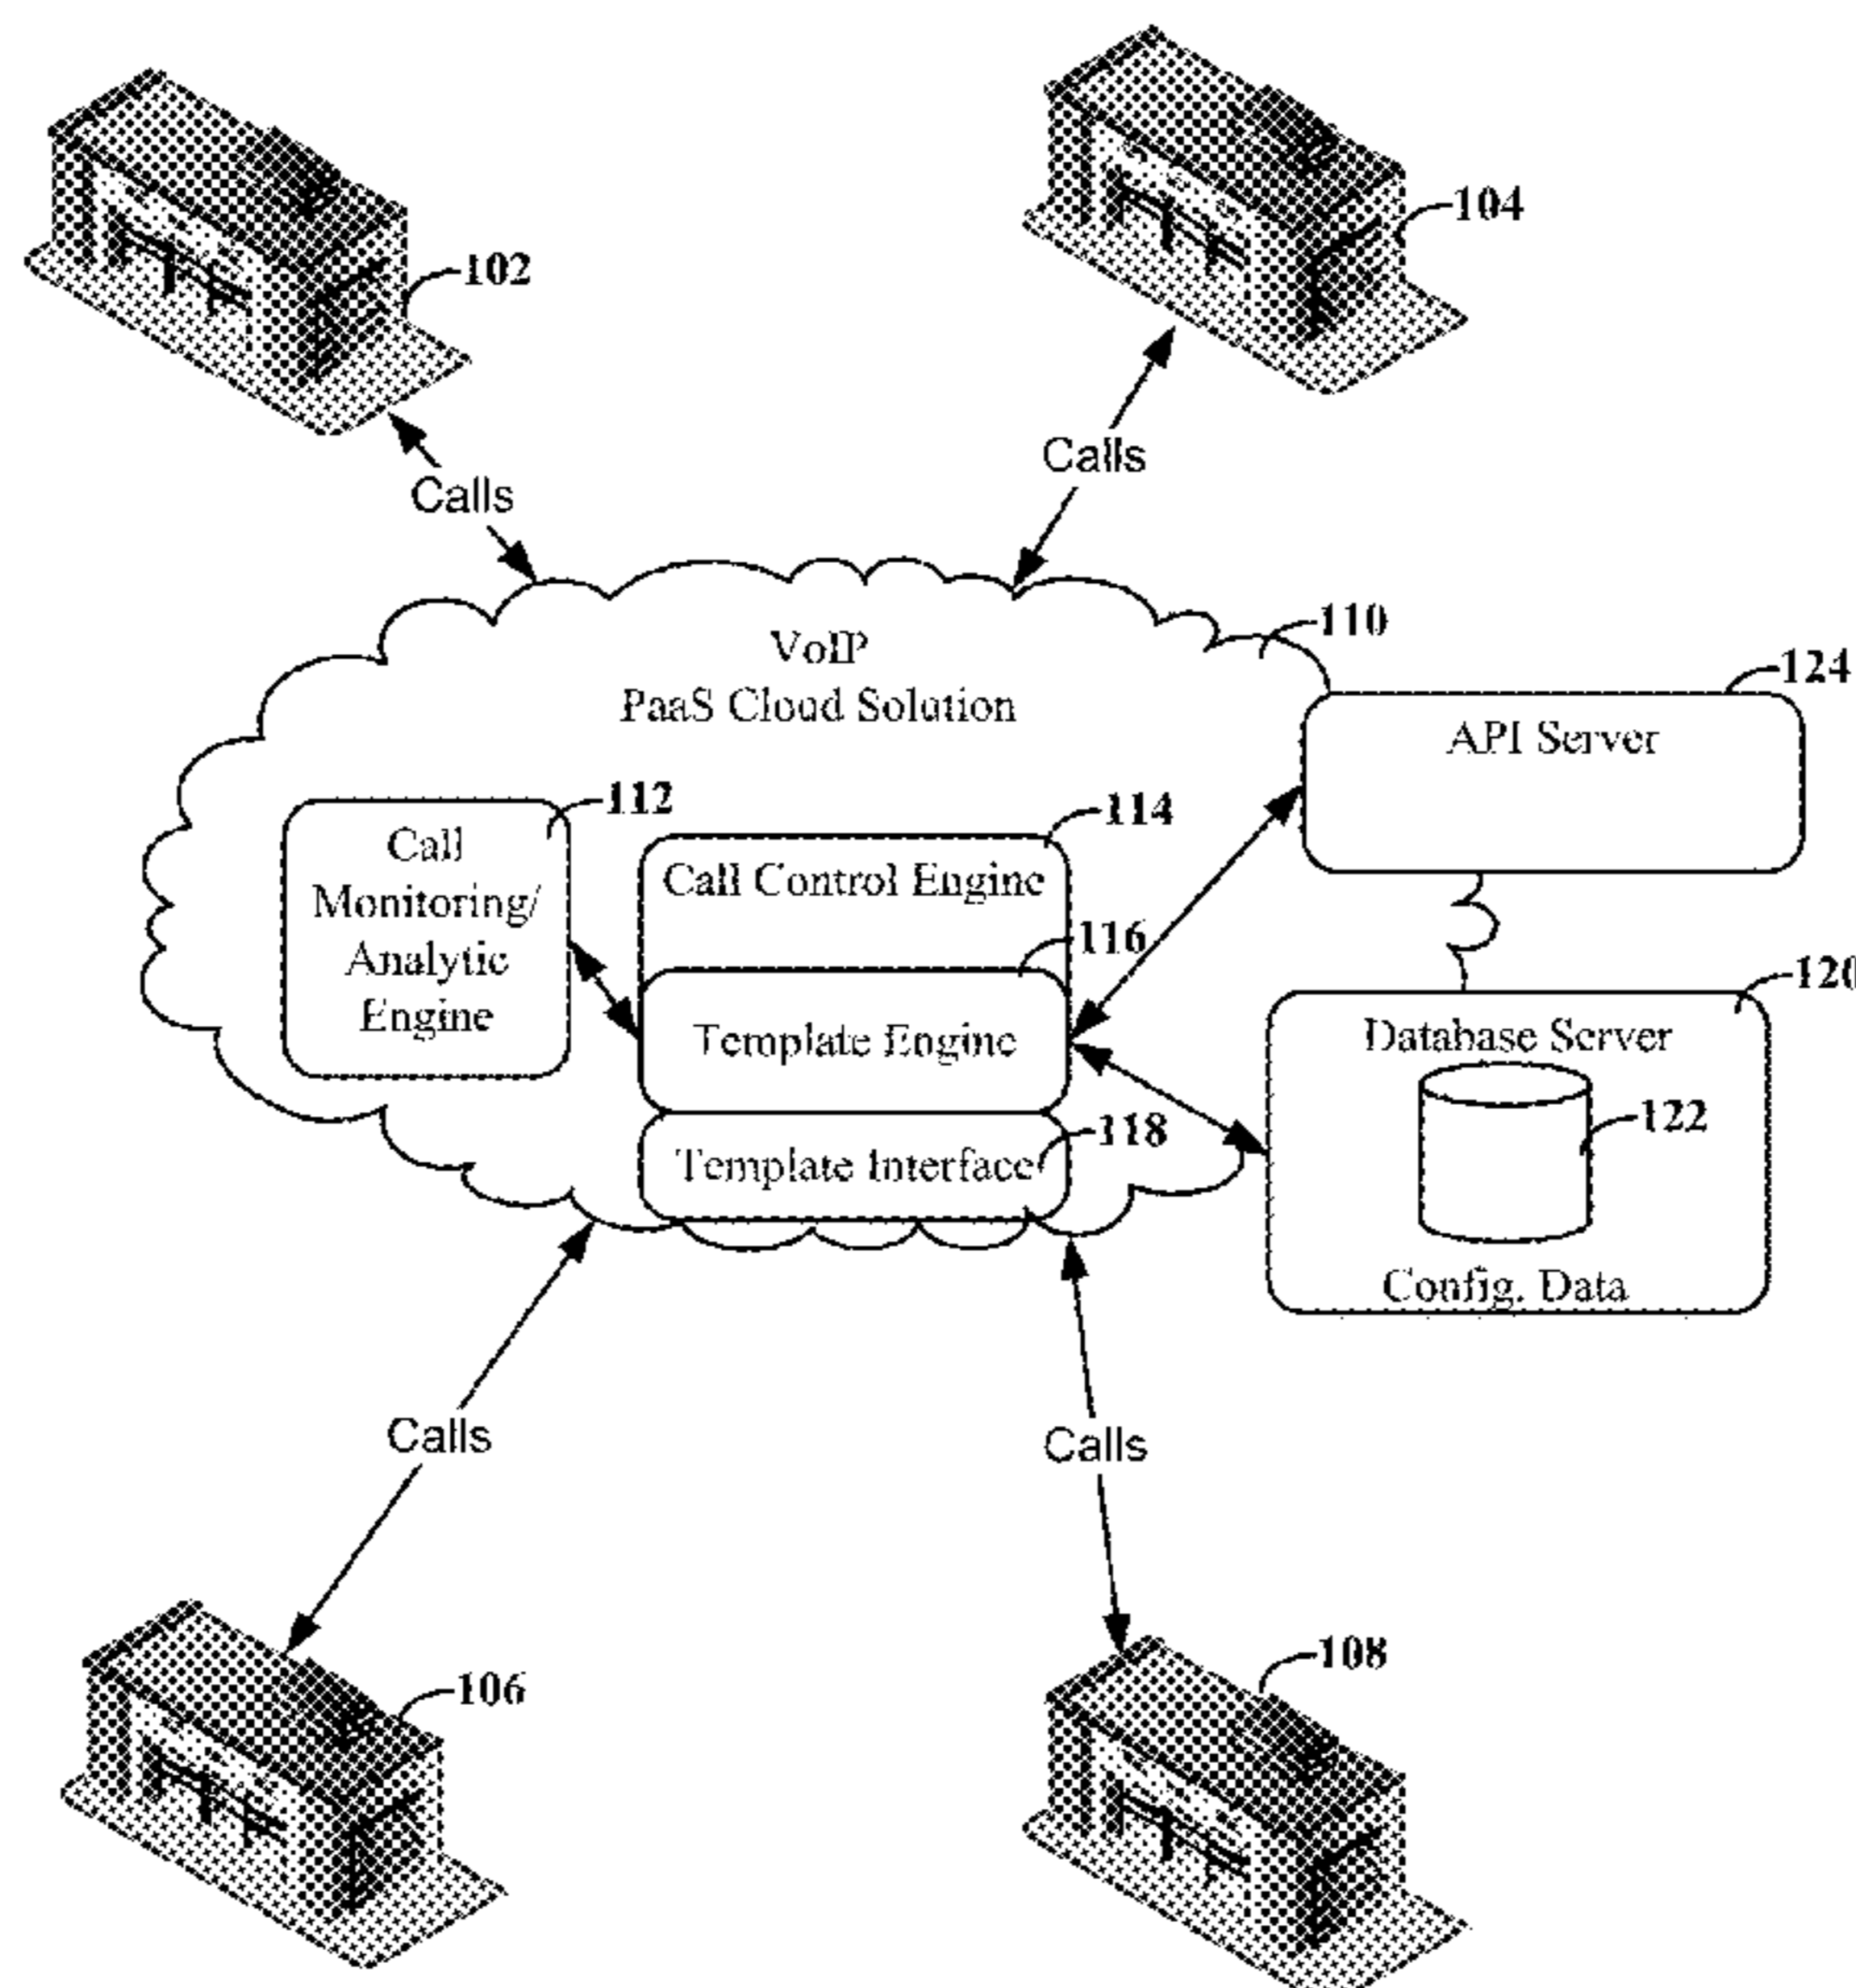 104
102
Calls
Calls
110
VoIP
PaaS Cloud Solution
124
API Server
112
Call
Monitoring/
Analytic
Engine
114
Call Control Engine
116
Template Engine
118
Template Interface
120
Database Server
122
Config. Data
Calls
Calls
106
108